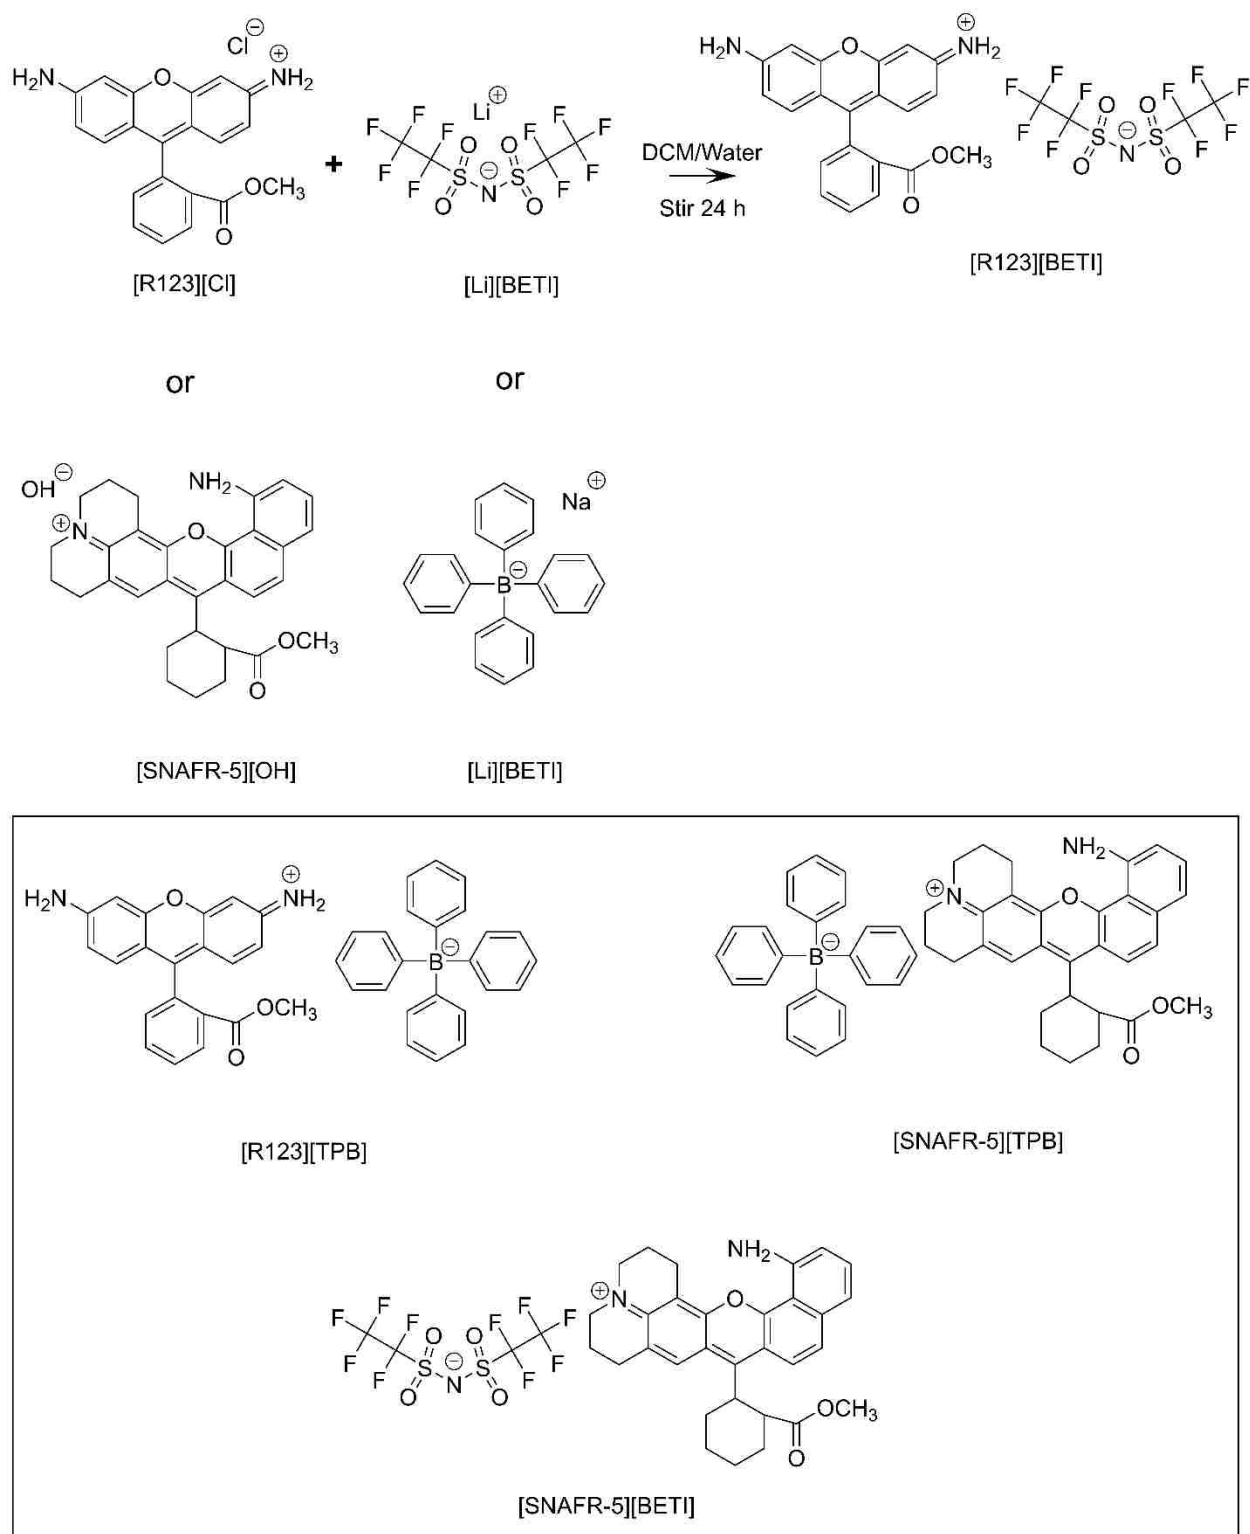 Cl⊖
H2N O NH2⊕
OCH3
O
[R123][Cl]
+
Li⊕
F F F F F F F F F F
O O O O
S N⊖ S
[Li][BETI]
DCM/Water
Stir 24 h
H2N O NH2⊕
OCH3
O
F F F F F F F F F F
O O O O
S N⊖ S
[R123][BETI]
or
or
OH⊖
NH2
⊕N O
OCH3
O
[SNAFR-5][OH]
Na⊕
B⊖
[Li][BETI]
H2N O NH2⊕
OCH3
O
B⊖
[R123][TPB]
B⊖
NH2
⊕N O
OCH3
O
[SNAFR-5][TPB]
F F F F F F F F F F
O O O O
S N⊖ S
NH2
⊕N O
OCH3
O
[SNAFR-5][BETI]